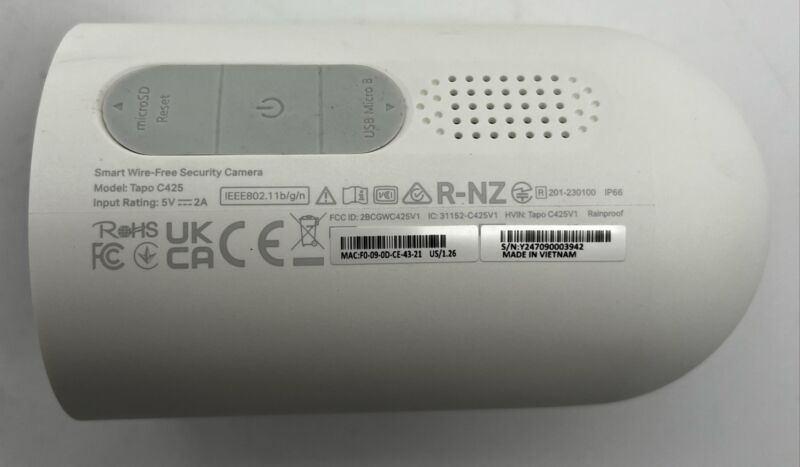 microSD
Reset
USB Micro B
Smart Wire-Free Security Camera
Model: Tapo C425
Input Rating: 5V ⎓ 2A
IEEE802.11b/g/n
R-NZ
R 201-230100
IP66
FCC ID: 2BCGWC425V1 IC: 31152-C425V1 HVIN: Tapo C425V1 Rainproof
RoHS
FC
UK
CA
CE
MAC:F0-09-0D-CE-43-21 US/1.26
S/N:Y247090003942
MADE IN VIETNAM